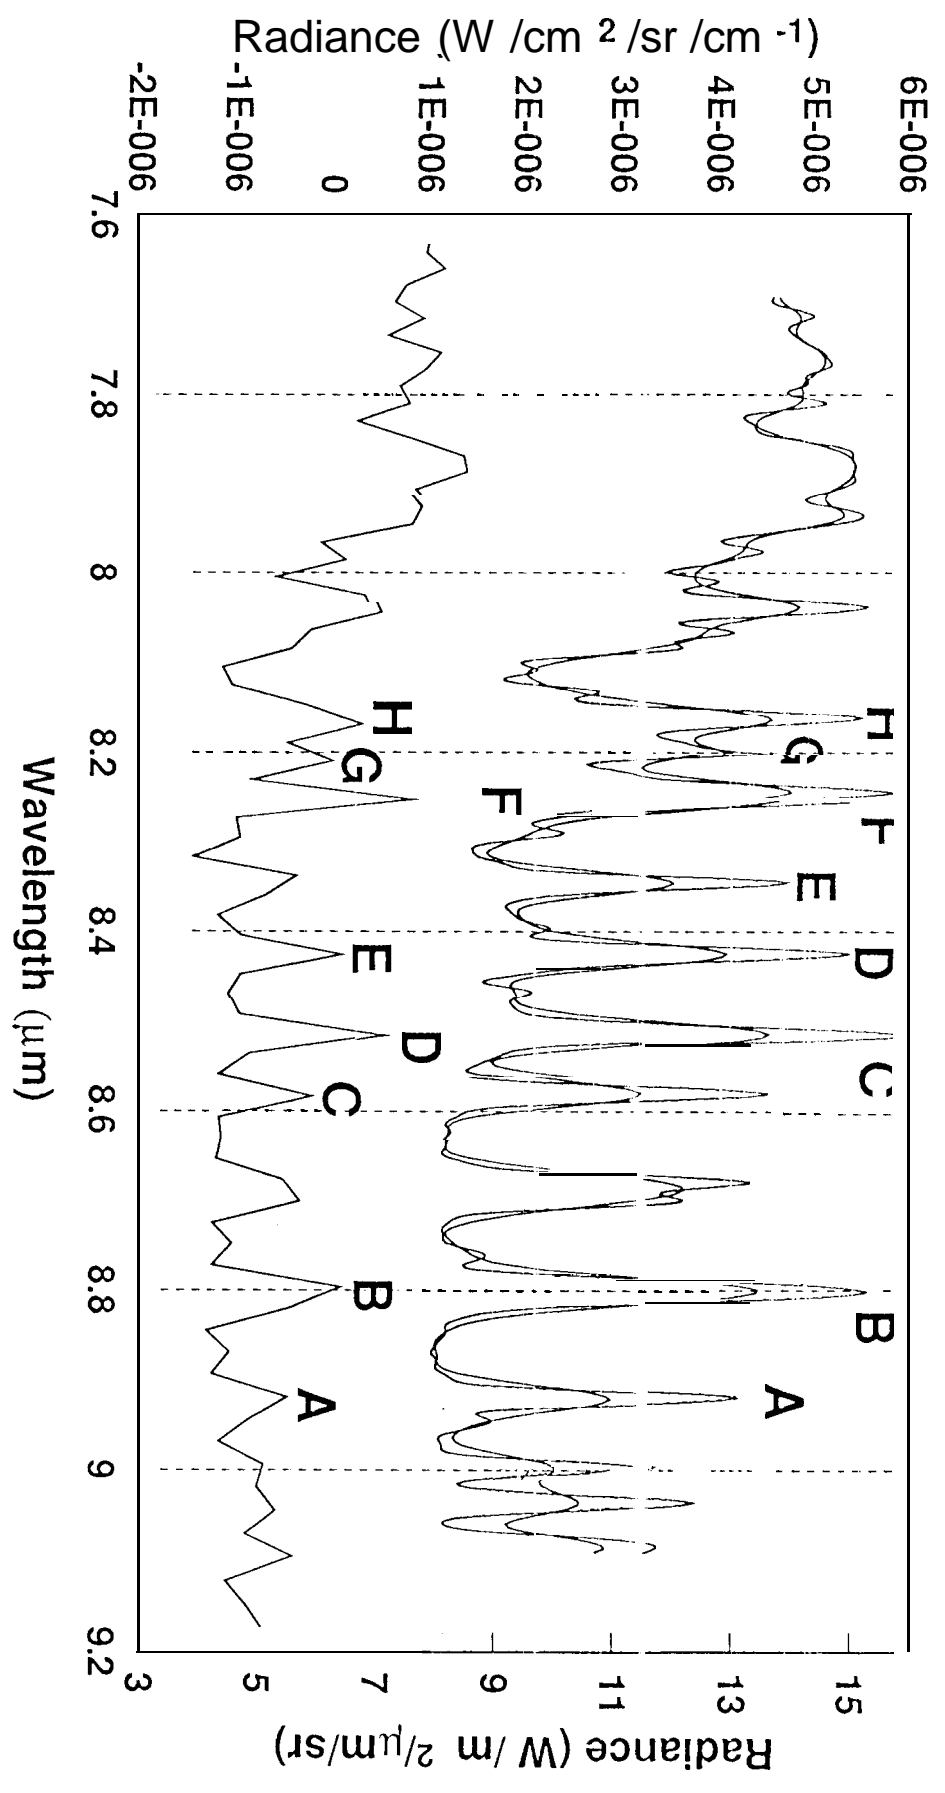 Radiance (W /cm 2 /sr /cm -1)
-2E-006 -1E-006 0 1E-006 2E-006 3E-006 4E-006 5E-006 6E-006
7.6 7.8 8 8.2 8.4 8.6 8.8 9 9.2
Wavelength (μm)
H G F E D C B A
H G F E D C B A
3 5 7 9 11 13 15
Radiance (W/m 2/μm/sr)